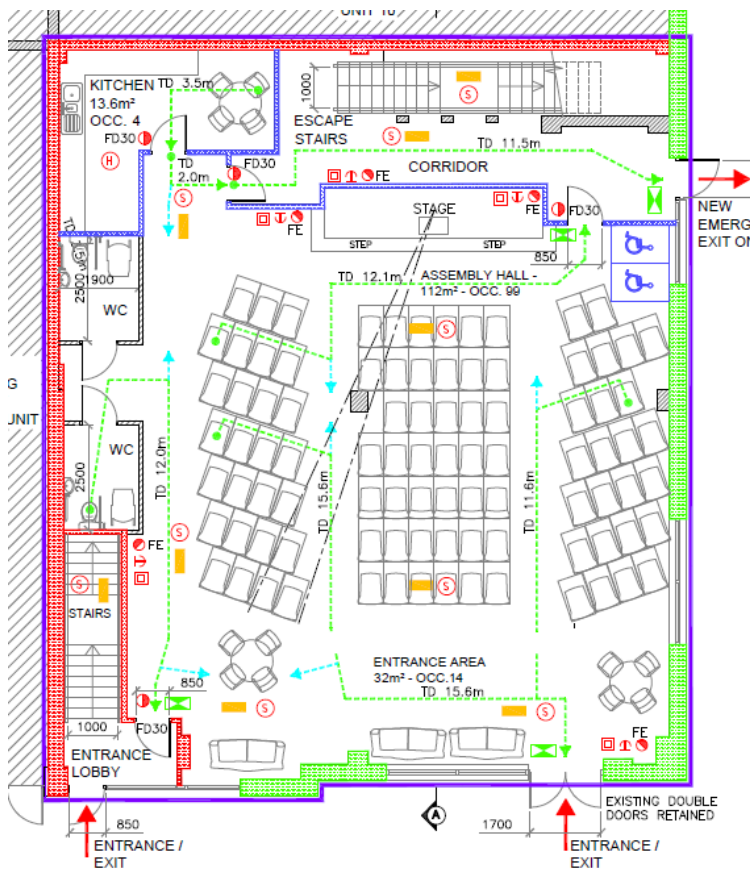 UNIT 10
KITCHEN
13.6m²
OCC. 4
TD 3.5m
FD30
H
TD
2.0m
FD30
S
FE
1000
ESCAPE
STAIRS
S
S
TD 11.5m
CORRIDOR
FE
FD30
STAGE
STEP
STEP
850
NEW
EMERG
EXIT ON
TD 12.1m
ASSEMBLY HALL -
112m² - OCC. 99
S
1900
2500
WC
G
UNIT
WC
2500
TD 12.0m
TD 15.6m
TD 11.6m
FE
S
S
S
STAIRS
1000
850
FD30
ENTRANCE
LOBBY
ENTRANCE AREA
32m² - OCC.14
TD 15.6m
S
S
FE
A
850
ENTRANCE /
EXIT
1700
ENTRANCE /
EXIT
EXISTING DOUBLE
DOORS RETAINED